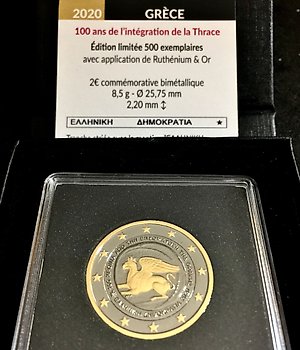 2020 GRÈCE
100 ans de l'intégration de la Thrace
Édition limitée 500 exemplaires
avec application de Ruthénium & Or
2€ commémorative bimétallique
8,5 g - Ø 25,75 mm
2,20 mm ↕
ΕΛΛΗΝΙΚΗ ΔΗΜΟΚΡΑΤΙΑ ★